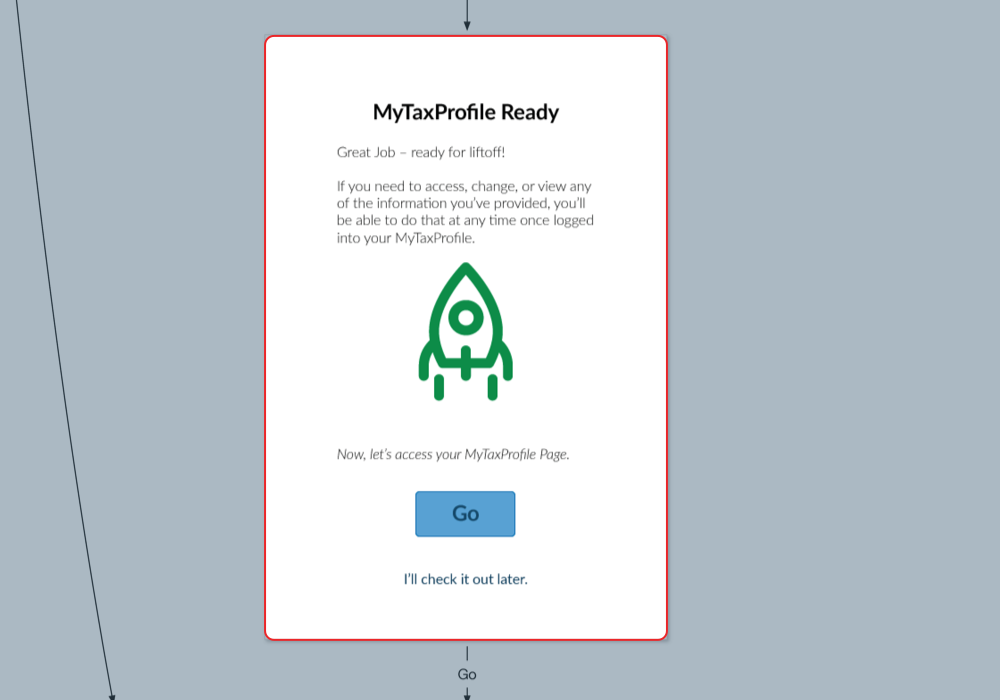 MyTaxProfile Ready
Great Job – ready for liftoff!
If you need to access, change, or view any
of the information you’ve provided, you’ll
be able to do that at any time once logged
into your MyTaxProfile.
Now, let’s access your MyTaxProfile Page.
Go
I’ll check it out later.
Go